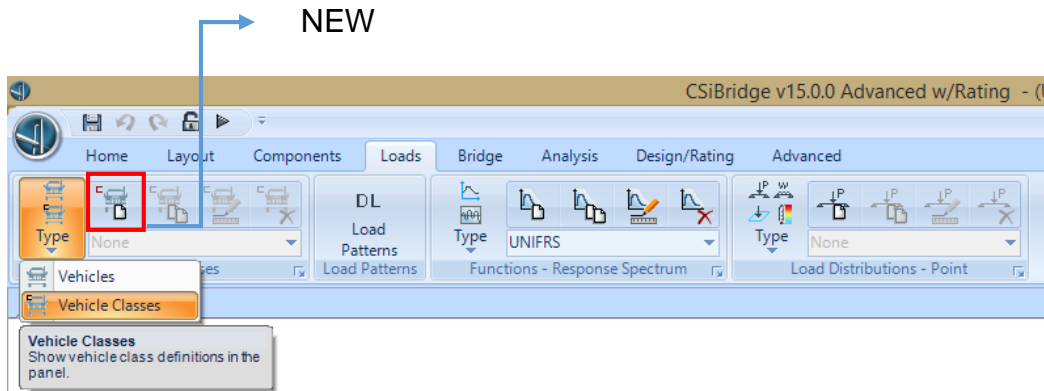 NEW
CSiBridge v15.0.0 Advanced w/Rating - (
Home Layout Components Loads Bridge Analysis Design/Rating Advanced
Type
None
DL
Load
Patterns
Type
UNIFRS
Type
None
Load Patterns
Functions - Response Spectrum
Load Distributions - Point
Vehicles
Vehicle Classes
Vehicle Classes
Show vehicle class definitions in the
panel.